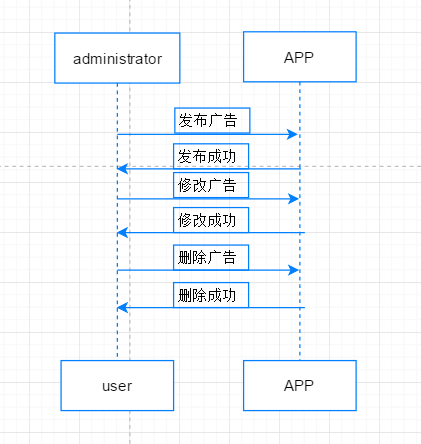 administrator
APP
发布广告
发布成功
修改广告
修改成功
删除广告
删除成功
user
APP